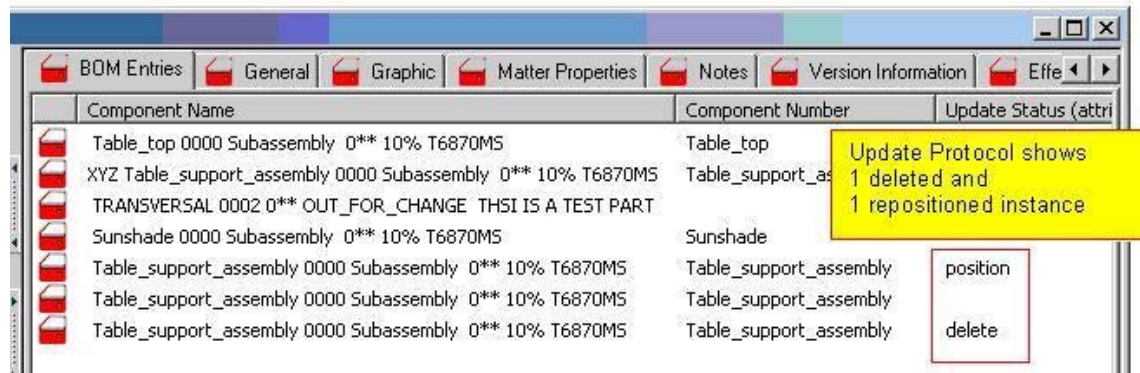 BOM Entries General Graphic Matter Properties Notes Version Information Effe
Component Name Component Number Update Status (attri
Table_top 0000 Subassembly 0** 10% T6870MS Table_top
XYZ Table_support_assembly 0000 Subassembly 0** 10% T6870MS Table_support_as
TRANSVERSAL 0002 0** OUT_FOR_CHANGE THSI IS A TEST PART
Sunshade 0000 Subassembly 0** 10% T6870MS Sunshade
Table_support_assembly 0000 Subassembly 0** 10% T6870MS Table_support_assembly position
Table_support_assembly 0000 Subassembly 0** 10% T6870MS Table_support_assembly
Table_support_assembly 0000 Subassembly 0** 10% T6870MS Table_support_assembly delete
Update Protocol shows
1 deleted and
1 repositioned instance